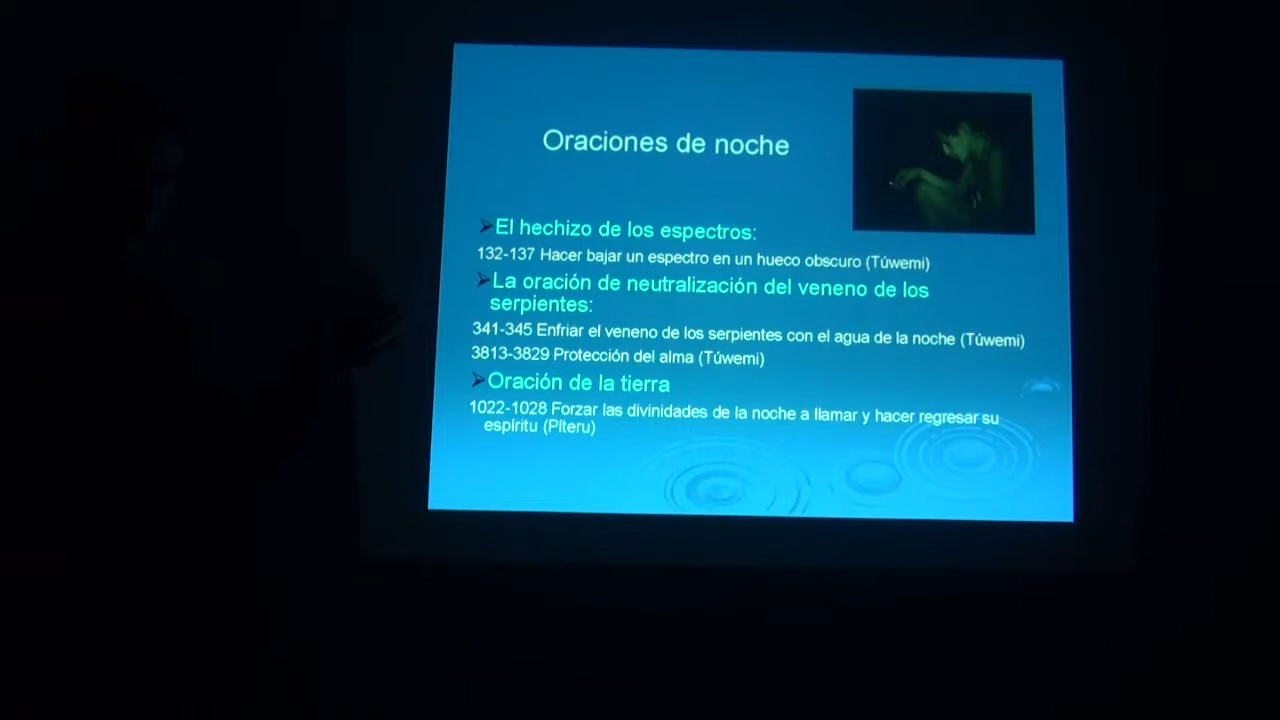 Oraciones de noche
El hechizo de los espectros:
132-137 Hacer bajar un espectro en un hueco obscuro (Túwemi)
La oración de neutralización del veneno de los
serpientes:
341-345 Enfriar el veneno de los serpientes con el agua de la noche (Túwemi)
3813-3829 Protección del alma (Túwemi)
Oración de la tierra
1022-1028 Forzar las divinidades de la noche a llamar y hacer regresar su
espíritu (Píteru)